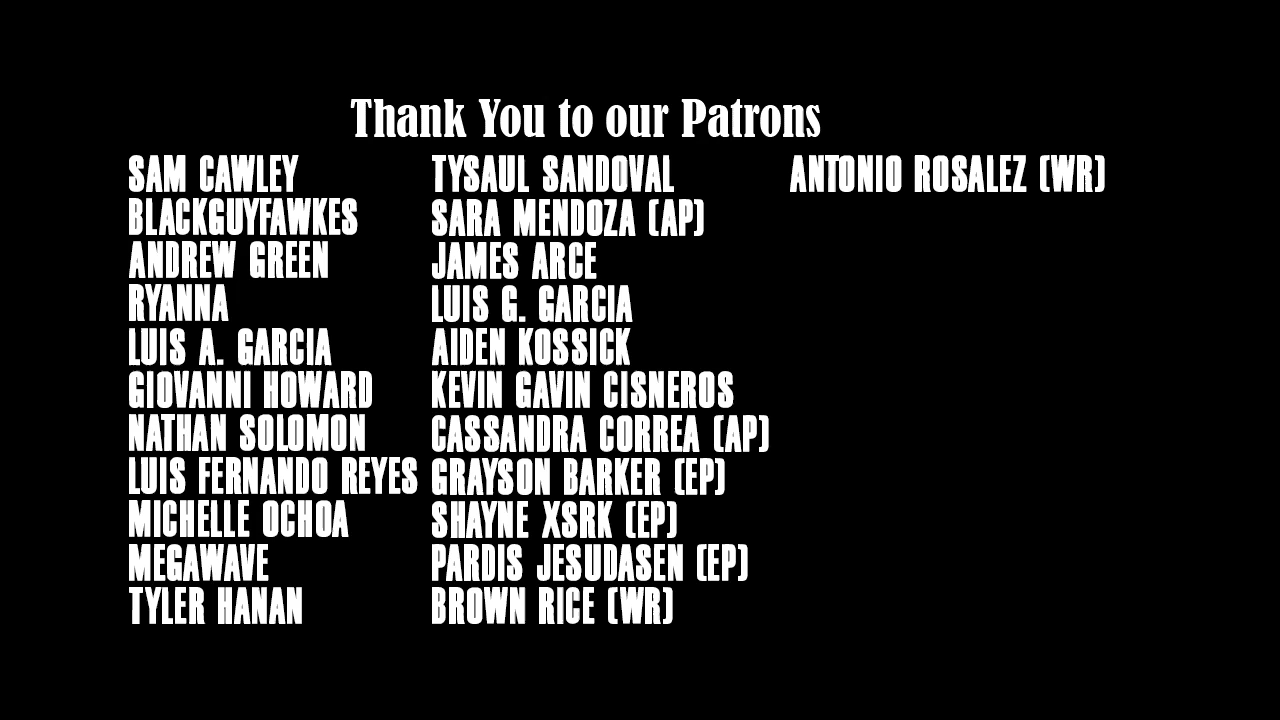 Thank You to our Patrons
SAM CAWLEY
BLACKGUYFAWKES
ANDREW GREEN
RYANNA
LUIS A. GARCIA
GIOVANNI HOWARD
NATHAN SOLOMON
LUIS FERNANDO REYES
MICHELLE OCHOA
MEGAWAVE
TYLER HANAN
TYSAUL SANDOVAL
SARA MENDOZA (AP)
JAMES ARCE
LUIS G. GARCIA
AIDEN KOSSICK
KEVIN GAVIN CISNEROS
CASSANDRA CORREA (AP)
GRAYSON BARKER (EP)
SHAYNE XSRK (EP)
PARDIS JESUDASEN (EP)
BROWN RICE (WR)
ANTONIO ROSALEZ (WR)